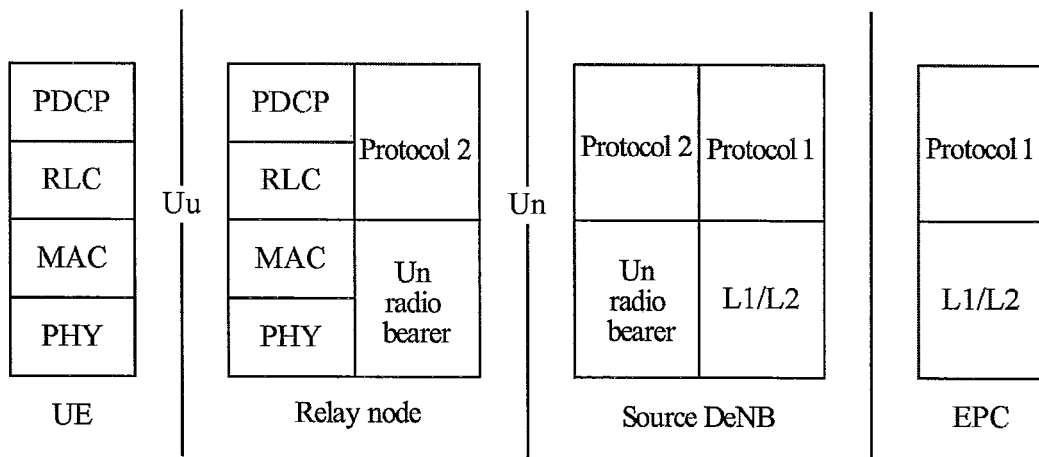 PDCP
RLC
MAC
PHY
UE
Uu
PDCP
RLC
MAC
PHY
Protocol 2
Un
radio
bearer
Relay node
Un
Protocol 2
Un
radio
bearer
Protocol 1
L1/L2
Source DeNB
Protocol 1
L1/L2
EPC